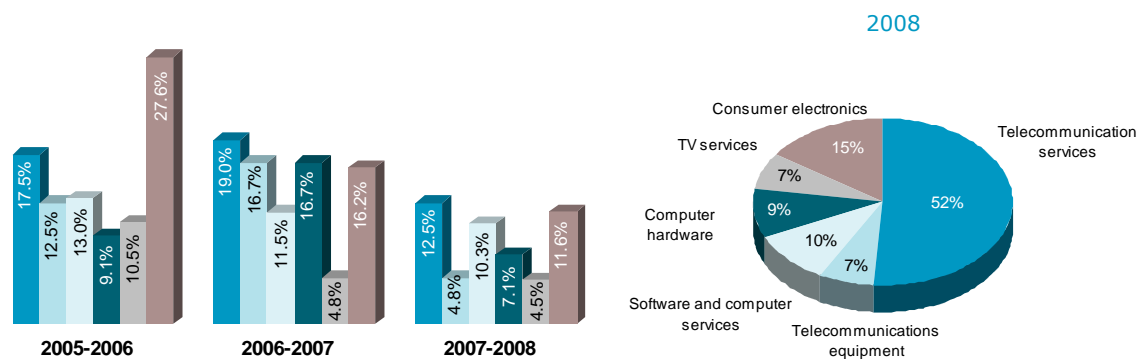 17.5%
12.5%
13.0%
9.1%
10.5%
27.6%
2005-2006
19.0%
16.7%
11.5%
16.7%
4.8%
16.2%
2006-2007
12.5%
4.8%
10.3%
7.1%
4.5%
11.6%
2007-2008
2008
Consumer electronics
15%
TV services
7%
Computer
hardware
9%
Software and computer
services
10%
Telecommunications
equipment
7%
Telecommunication
services
52%